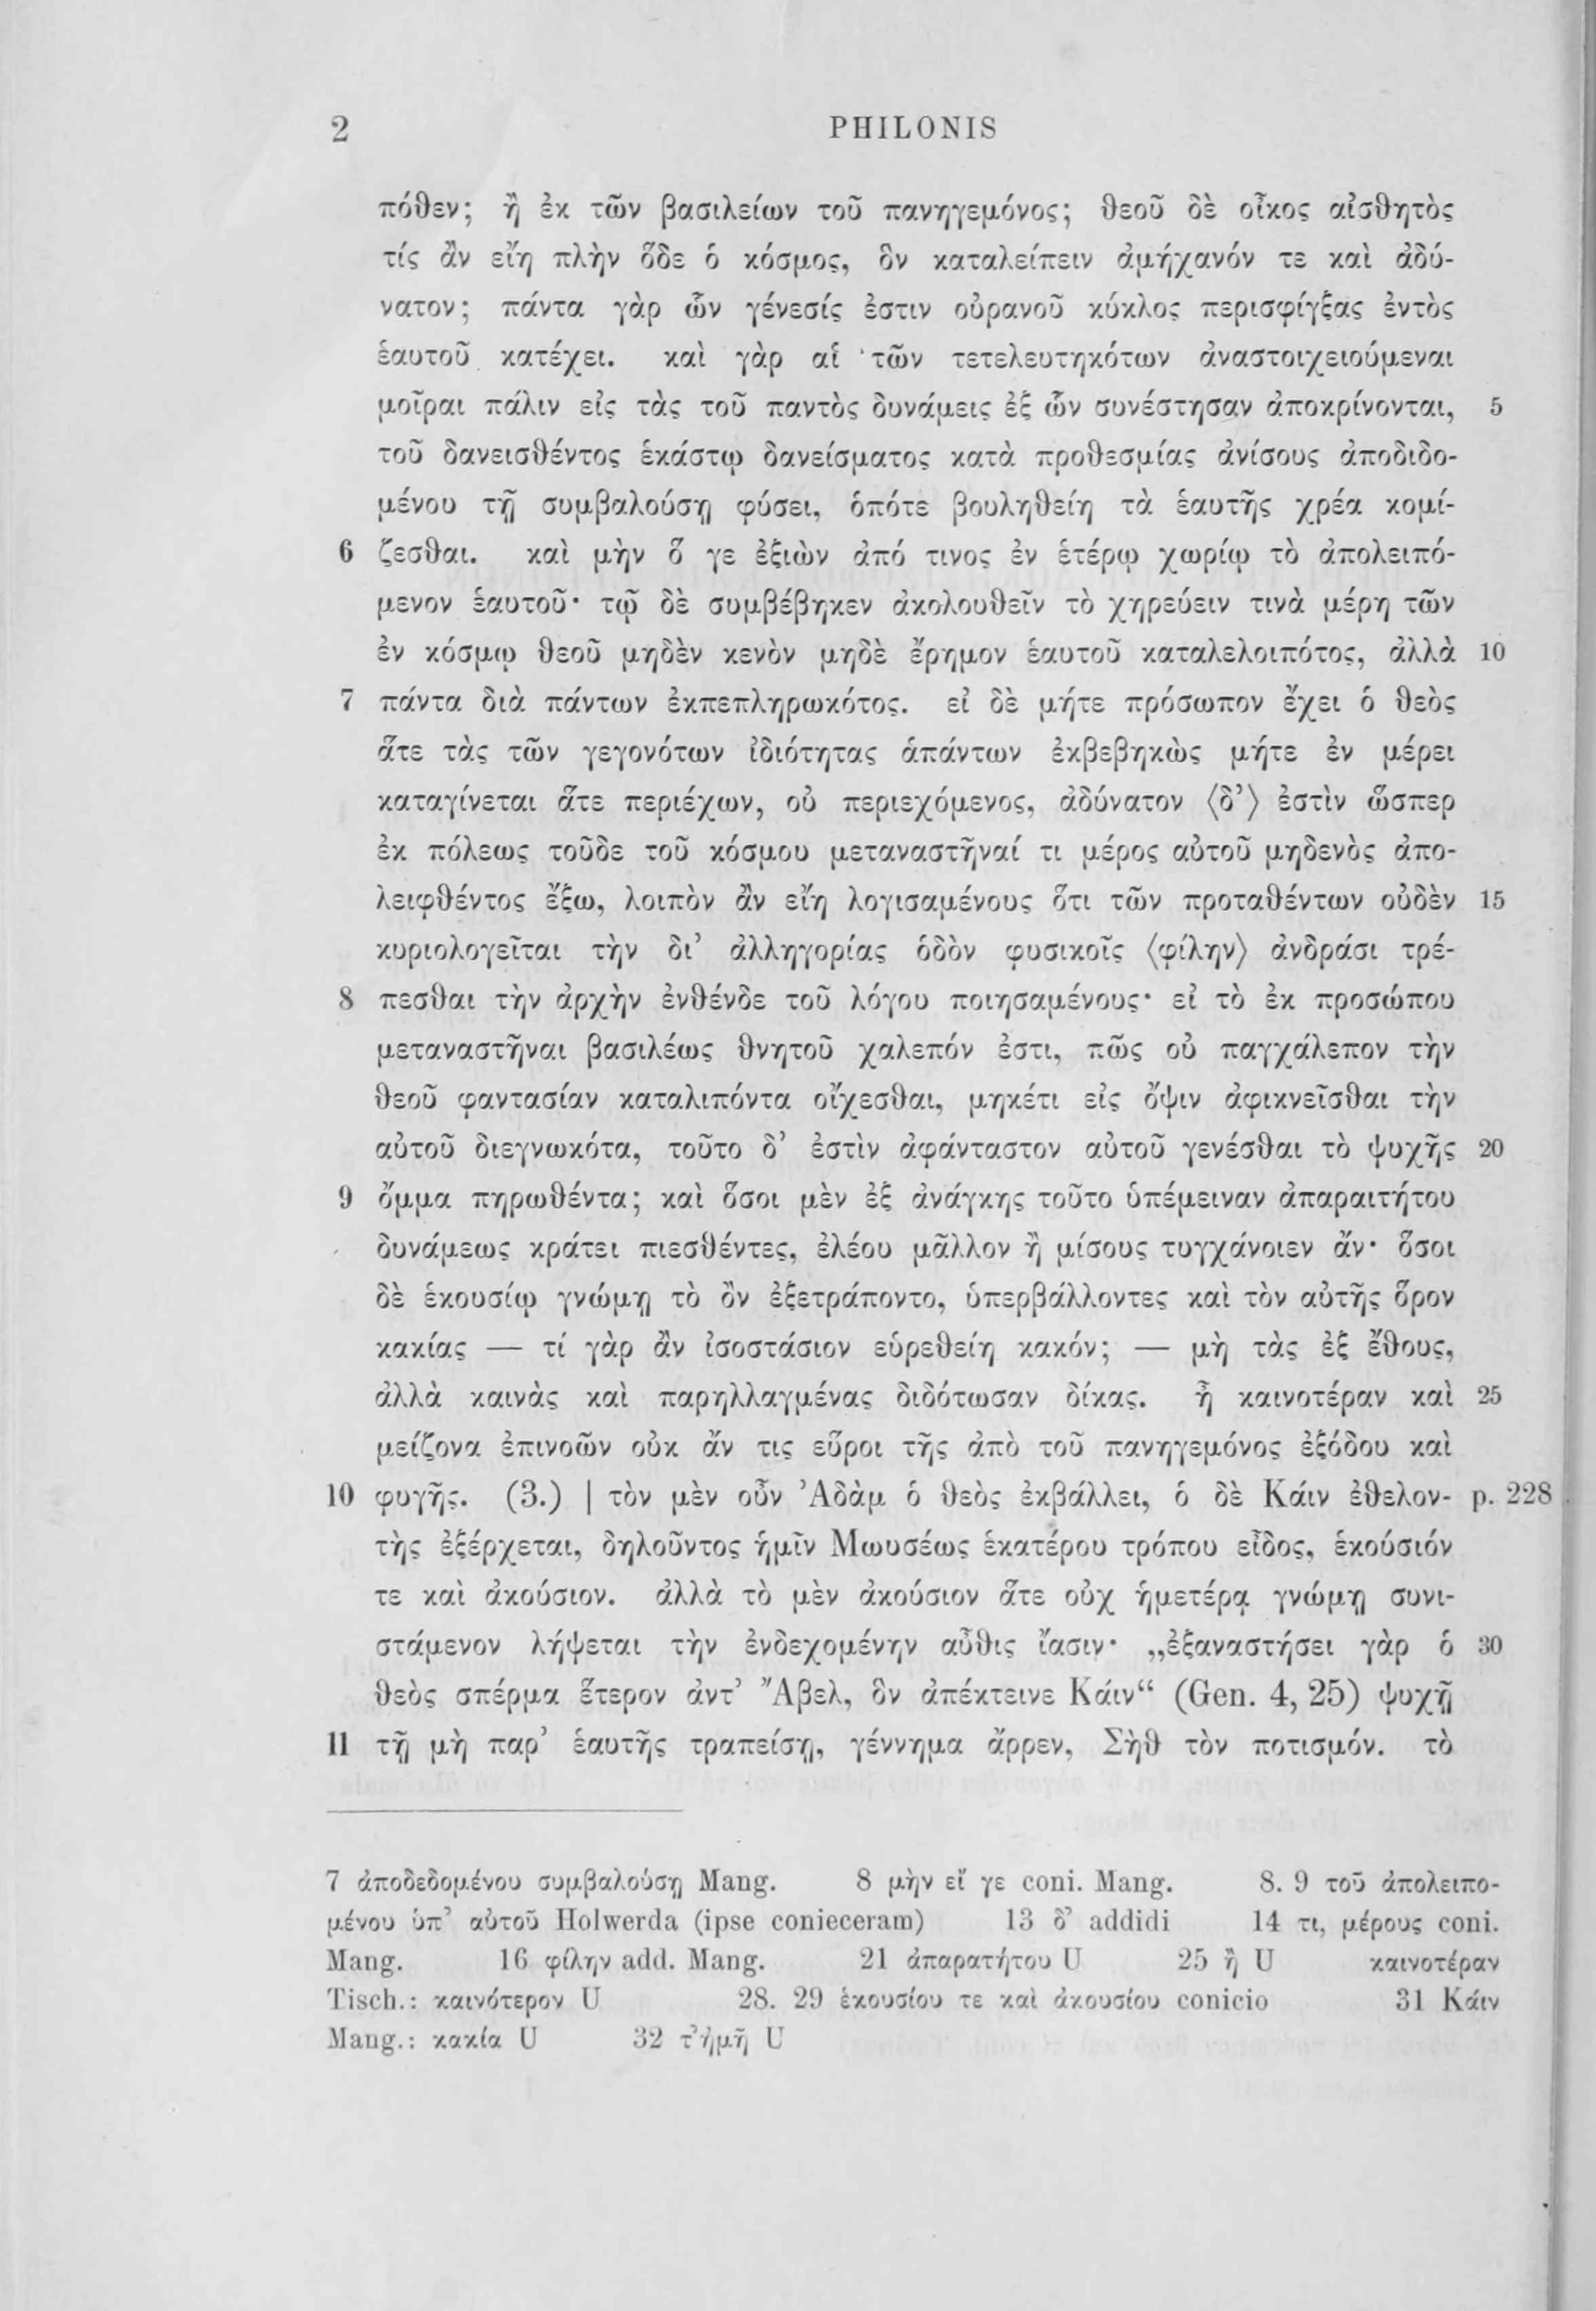 2 PHILONIS
πόθεν; ἢ ἐκ τῶν βασιλείων τοῦ πανηγεμόνος; θεοῦ δὲ οἶκος αἰσθητὸς
τίς ἂν εἴη πλὴν ὅδε ὁ κόσμος, ὃν καταλείπειν ἀμήχανόν τε καὶ ἀδύ-
νατον; πάντα γὰρ ὧν γένεσίς ἐστιν οὐρανοῦ κύκλος περισφίγξας ἐντὸς
ἑαυτοῦ κατέχει. καὶ γὰρ αἱ τῶν τετελευτηκότων ἀναστοιχειούμεναι
μοῖραι πάλιν εἰς τὰς τοῦ παντὸς δυνάμεις ἐξ ὧν συνέστησαν ἀποκρίνονται, 5
τοῦ δανεισθέντος ἑκάστῳ δανείσματος κατὰ προθεσμίας ἀνίσους ἀποδιδο-
μένου τῇ συμβαλούσῃ φύσει, ὁπότε βουληθείη τὰ ἑαυτῆς χρέα κομί-
6 ζεσθαι. καὶ μὴν ὅ γε ἐξιὼν ἀπό τινος ἐν ἑτέρῳ χωρίῳ τὸ ἀπολειπό-
μενον ἑαυτοῦ· τῷ δὲ συμβέβηκεν ἀκολουθεῖν τὸ χηρεύειν τινὰ μέρη τῶν
ἐν κόσμῳ θεοῦ μηδὲν κενὸν μηδὲ ἔρημον ἑαυτοῦ καταλελοιπότος, ἀλλὰ 10
7 πάντα διὰ πάντων ἐκπεπληρωκότος. εἰ δὲ μήτε πρόσωπον ἔχει ὁ θεὸς
ἅτε τὰς τῶν γεγονότων ἰδιότητας ἁπάντων ἐκβεβηκὼς μήτε ἐν μέρει
καταγίνεται ἅτε περιέχων, οὐ περιεχόμενος, ἀδύνατον ⟨δ’⟩ ἐστὶν ὥσπερ
ἐκ πόλεως τοῦδε τοῦ κόσμου μεταναστῆναί τι μέρος αὐτοῦ μηδενὸς ἀπο-
λειφθέντος ἔξω, λοιπὸν ἂν εἴη λογισαμένους ὅτι τῶν προταθέντων οὐδὲν 15
κυριολογεῖται τὴν δι’ ἀλληγορίας ὁδὸν φυσικοῖς ⟨φίλην⟩ ἀνδράσι τρέ-
8 πεσθαι τὴν ἀρχὴν ἐνθένδε τοῦ λόγου ποιησαμένους· εἰ τὸ ἐκ προσώπου
μεταναστῆναι βασιλέως θνητοῦ χαλεπόν ἐστι, πῶς οὐ παγχάλεπον τὴν
θεοῦ φαντασίαν καταλιπόντα οἴχεσθαι, μηκέτι εἰς ὄψιν ἀφικνεῖσθαι τὴν
αὐτοῦ διεγνωκότα, τοῦτο δ’ ἐστὶν ἀφάνταστον αὐτοῦ γενέσθαι τὸ ψυχῆς 20
9 ὄμμα πηρωθέντα; καὶ ὅσοι μὲν ἐξ ἀνάγκης τοῦτο ὑπέμειναν ἀπαραιτήτου
δυνάμεως κράτει πιεσθέντες, ἐλέου μᾶλλον ἢ μίσους τυγχάνοιεν ἄν· ὅσοι
δὲ ἑκουσίῳ γνώμῃ τὸ ὂν ἐξετράποντο, ὑπερβάλλοντες καὶ τὸν αὐτῆς ὅρον
κακίας — τί γὰρ ἂν ἰσοστάσιον εὑρεθείη κακόν; — μὴ τὰς ἐξ ἔθους,
ἀλλὰ καινὰς καὶ παρηλλαγμένας διδότωσαν δίκας. ἦ καινοτέραν καὶ 25
μείζονα ἐπινοῶν οὐκ ἄν τις εὕροι τῆς ἀπὸ τοῦ πανηγεμόνος ἐξόδου καὶ
10 φυγῆς. (3.) | τὸν μὲν οὖν Ἀδὰμ ὁ θεὸς ἐκβάλλει, ὁ δὲ Κάιν ἐθελον- p. 228
τὴς ἐξέρχεται, δηλοῦντος ἡμῖν Μωυσέως ἑκατέρου τρόπου εἶδος, ἑκούσιόν
τε καὶ ἀκούσιον. ἀλλὰ τὸ μὲν ἀκούσιον ἅτε οὐχ ἡμετέρᾳ γνώμῃ συνι-
στάμενον λήψεται τὴν ἐνδεχομένην αὖθις ἴασιν· „ἐξαναστήσει γὰρ ὁ 30
θεὸς σπέρμα ἕτερον ἀντ’ Ἄβελ, ὃν ἀπέκτεινε Κάιν“ (Gen. 4, 25) ψυχῇ
11 τῇ μὴ παρ’ ἑαυτῆς τραπείσῃ, γέννημα ἄρρεν, Σὴθ τὸν ποτισμόν. τὸ
7 ἀποδεδομένου συμβαλούσῃ Mang. 8 μὴν εἴ γε coni. Mang. 8. 9 τοῦ ἀπολειπο-
μένου ὑπ’ αὐτοῦ Holwerda (ipse conieceram) 13 δ’ addidi 14 τι, μέρους coni.
Mang. 16 φίλην add. Mang. 21 ἀπαρατήτου U 25 ἢ U καινοτέραν
Tisch.: καινότερον U 28. 29 ἑκουσίου τε καὶ ἀκουσίου conicio 31 Κάιν
Mang.: κακία U 32 τ’ἡμῆ U